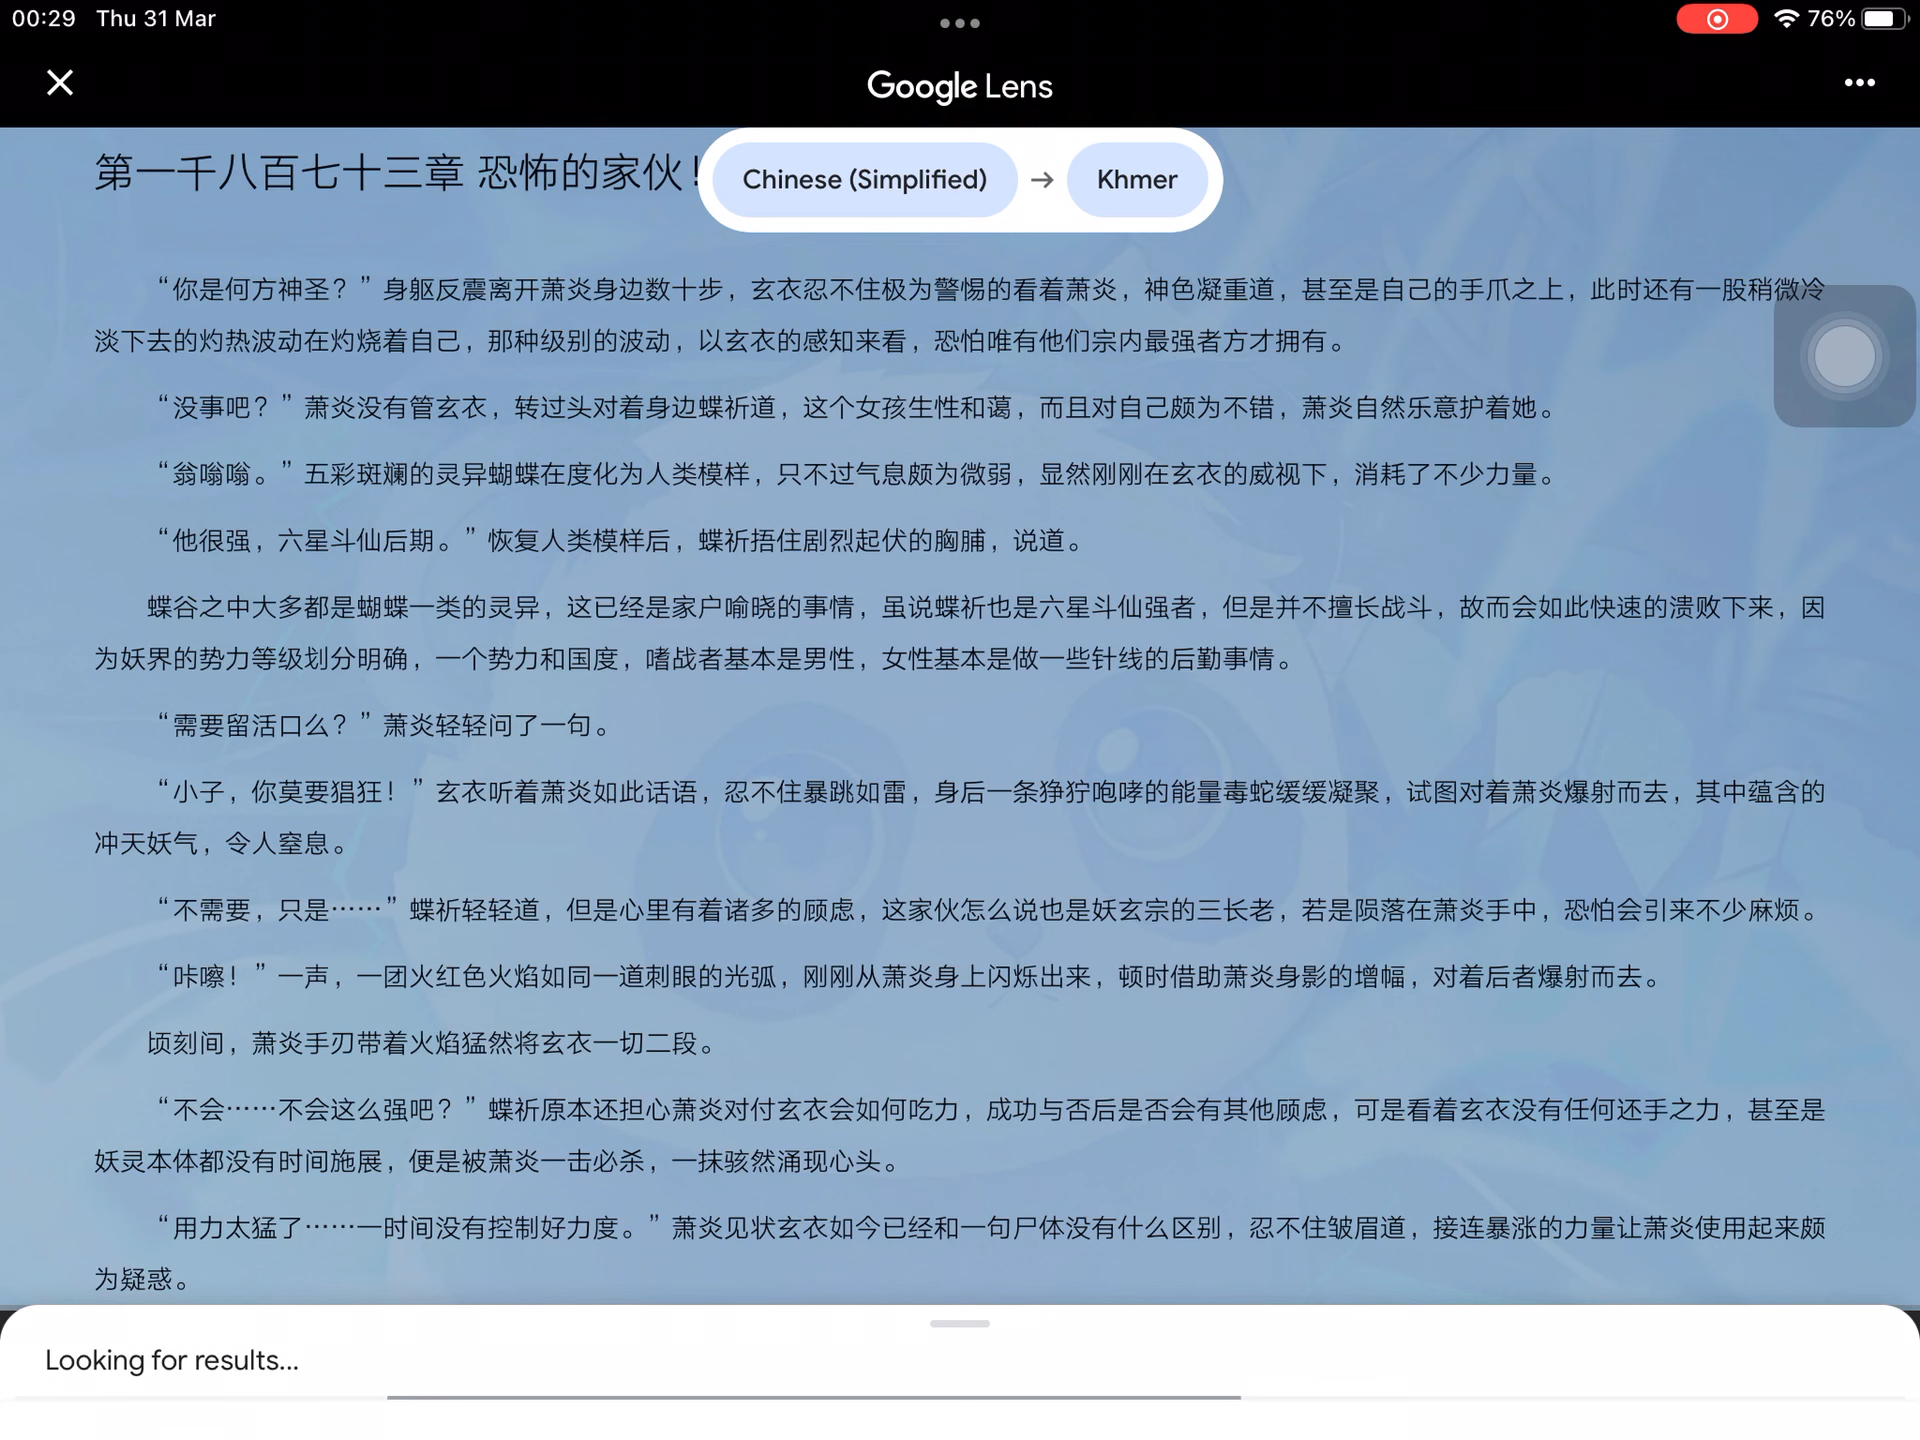 00:29 Thu 31 Mar
76%
Google Lens
第一千八百七十三章 恐怖的家伙！
Chinese (Simplified) → Khmer
“你是何方神圣？”身躯反震离开萧炎身边数十步，玄衣忍不住极为警惕的看着萧炎，神色凝重道，甚至是自己的手爪之上，此时还有一股稍微冷
淡下去的灼热波动在灼烧着自己，那种级别的波动，以玄衣的感知来看，恐怕唯有他们宗内最强者方才拥有。
“没事吧？”萧炎没有管玄衣，转过头对着身边蝶祈道，这个女孩生性和蔼，而且对自己颇为不错，萧炎自然乐意护着她。
“翁嗡嗡。”五彩斑斓的灵异蝴蝶在度化为人类模样，只不过气息颇为微弱，显然刚刚在玄衣的威视下，消耗了不少力量。
“他很强，六星斗仙后期。”恢复人类模样后，蝶祈捂住剧烈起伏的胸脯，说道。
蝶谷之中大多都是蝴蝶一类的灵异，这已经是家户喻晓的事情，虽说蝶祈也是六星斗仙强者，但是并不擅长战斗，故而会如此快速的溃败下来，因
为妖界的势力等级划分明确，一个势力和国度，嗜战者基本是男性，女性基本是做一些针线的后勤事情。
“需要留活口么？”萧炎轻轻问了一句。
“小子，你莫要猖狂！”玄衣听着萧炎如此话语，忍不住暴跳如雷，身后一条狰狞咆哮的能量毒蛇缓缓凝聚，试图对着萧炎爆射而去，其中蕴含的
冲天妖气，令人窒息。
“不需要，只是……”蝶祈轻轻道，但是心里有着诸多的顾虑，这家伙怎么说也是妖玄宗的三长老，若是陨落在萧炎手中，恐怕会引来不少麻烦。
“咔嚓！”一声，一团火红色火焰如同一道刺眼的光弧，刚刚从萧炎身上闪烁出来，顿时借助萧炎身影的增幅，对着后者爆射而去。
顷刻间，萧炎手刃带着火焰猛然将玄衣一切二段。
“不会……不会这么强吧？”蝶祈原本还担心萧炎对付玄衣会如何吃力，成功与否后是否会有其他顾虑，可是看着玄衣没有任何还手之力，甚至是
妖灵本体都没有时间施展，便是被萧炎一击必杀，一抹骇然涌现心头。
“用力太猛了……一时间没有控制好力度。”萧炎见状玄衣如今已经和一句尸体没有什么区别，忍不住皱眉道，接连暴涨的力量让萧炎使用起来颇
为疑惑。
Looking for results...